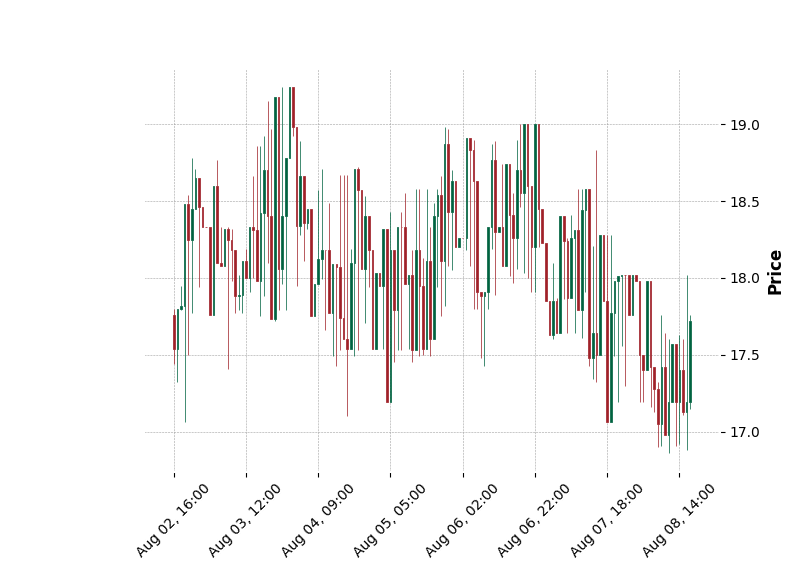 19.0
18.5
18.0
17.5
17.0
Price
Aug 02, 16:00
Aug 03, 12:00
Aug 04, 09:00
Aug 05, 05:00
Aug 06, 02:00
Aug 06, 22:00
Aug 07, 18:00
Aug 08, 14:00